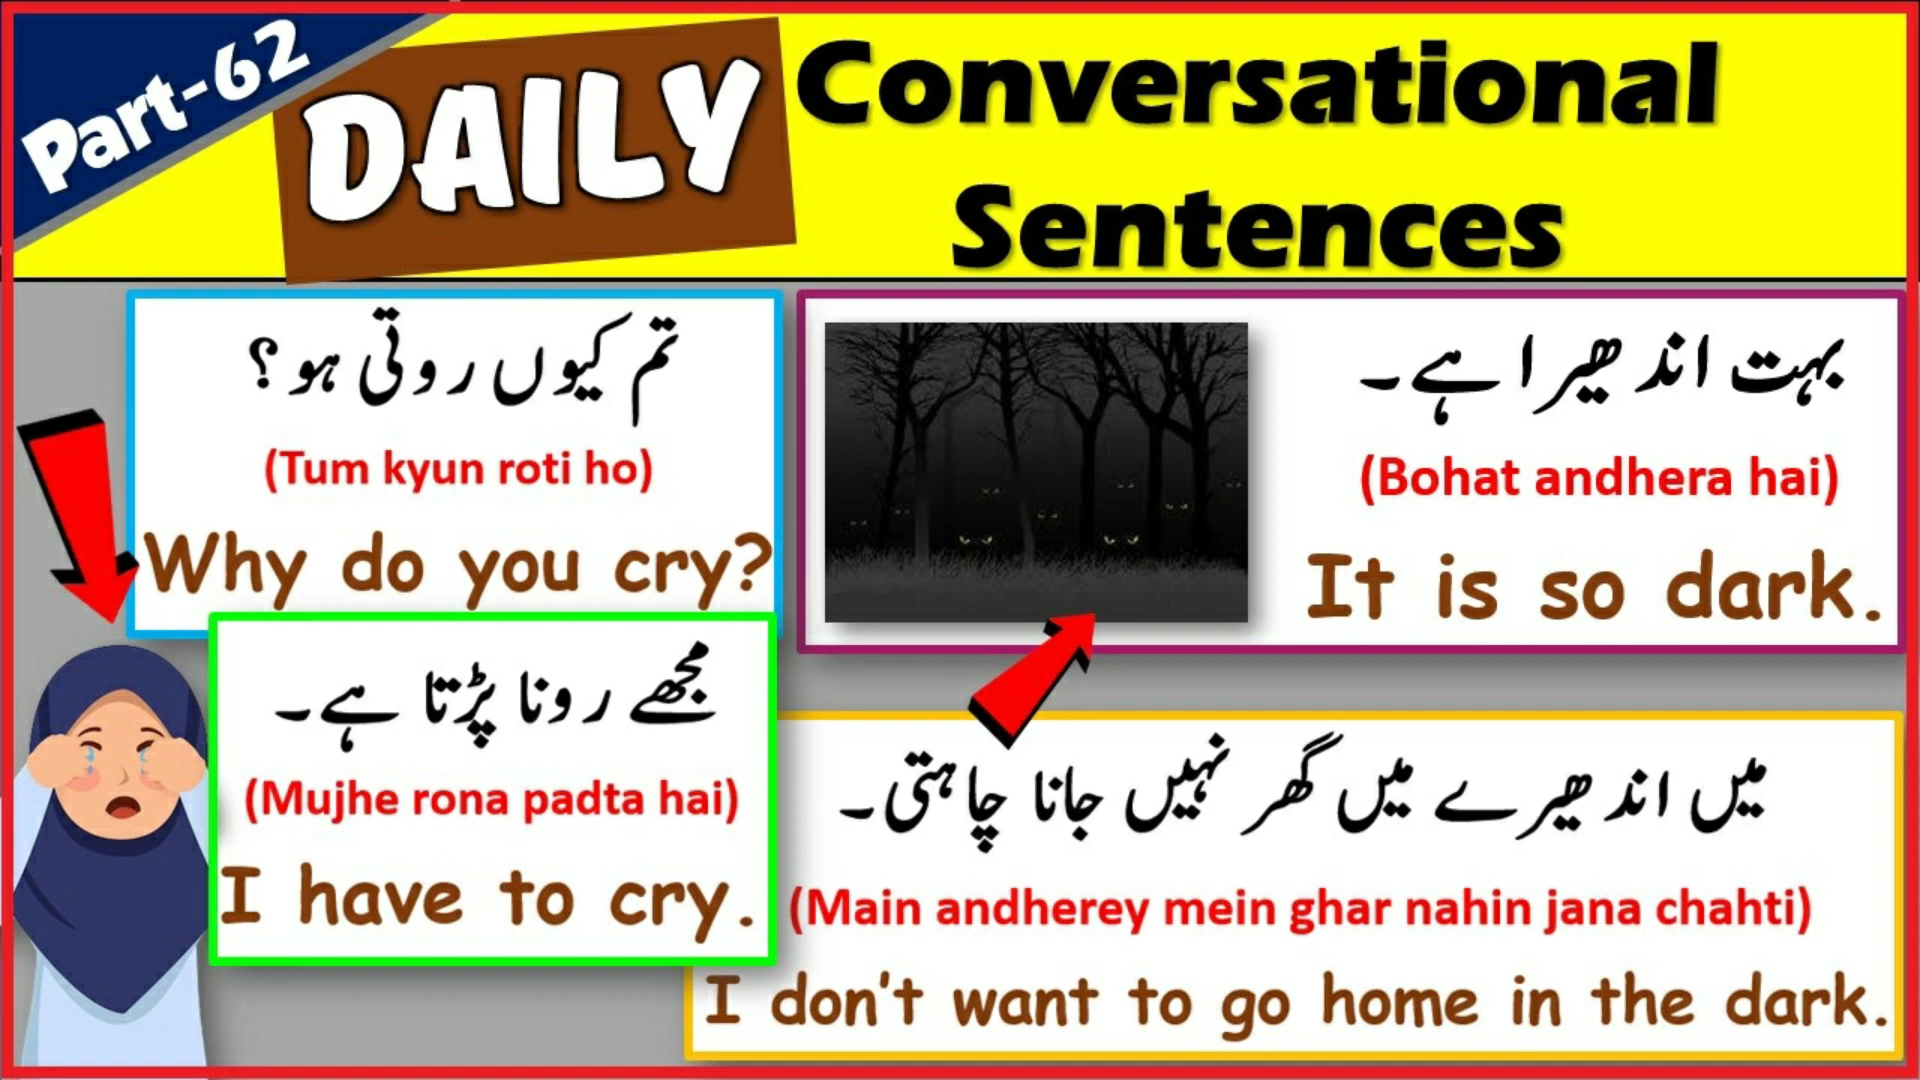 Part-62
DAILY
Conversational
Sentences
تم کیوں روتی ہو ؟
(Tum kyun roti ho)
Why do you cry?
مجھے رونا پڑتا ہے۔
(Mujhe rona padta hai)
I have to cry.
بہت اندھیرا ہے۔
(Bohat andhera hai)
It is so dark.
میں اندھیرے میں گھر نہیں جانا چاہتی۔
(Main andherey mein ghar nahin jana chahti)
I don't want to go home in the dark.